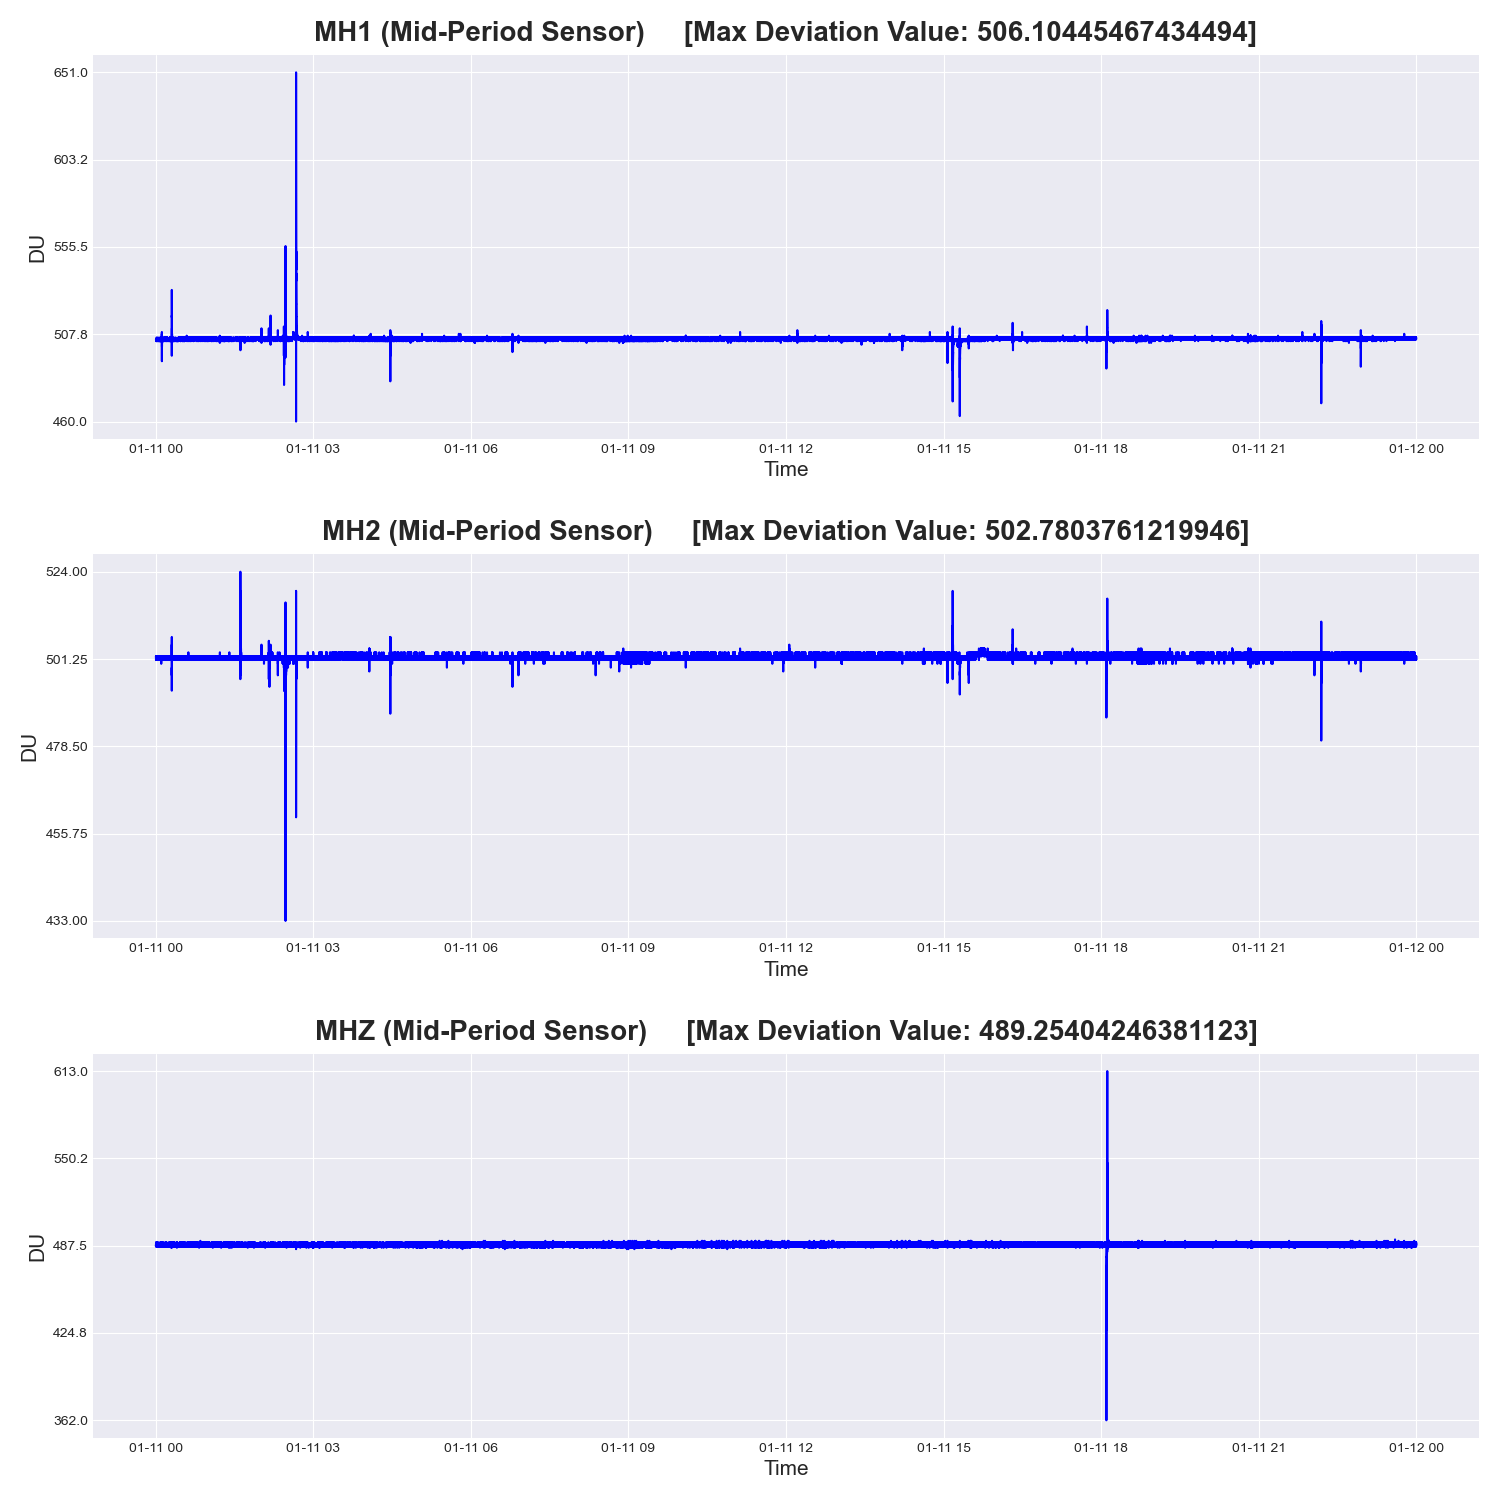 MH1 (Mid-Period Sensor) [Max Deviation Value: 506.10445467434494]
651.0
603.2
555.5
507.8
460.0
DU
01-11 00 01-11 03 01-11 06 01-11 09 01-11 12 01-11 15 01-11 18 01-11 21 01-12 00
Time
MH2 (Mid-Period Sensor) [Max Deviation Value: 502.7803761219946]
524.00
501.25
478.50
455.75
433.00
DU
01-11 00 01-11 03 01-11 06 01-11 09 01-11 12 01-11 15 01-11 18 01-11 21 01-12 00
Time
MHZ (Mid-Period Sensor) [Max Deviation Value: 489.25404246381123]
613.0
550.2
487.5
424.8
362.0
DU
01-11 00 01-11 03 01-11 06 01-11 09 01-11 12 01-11 15 01-11 18 01-11 21 01-12 00
Time